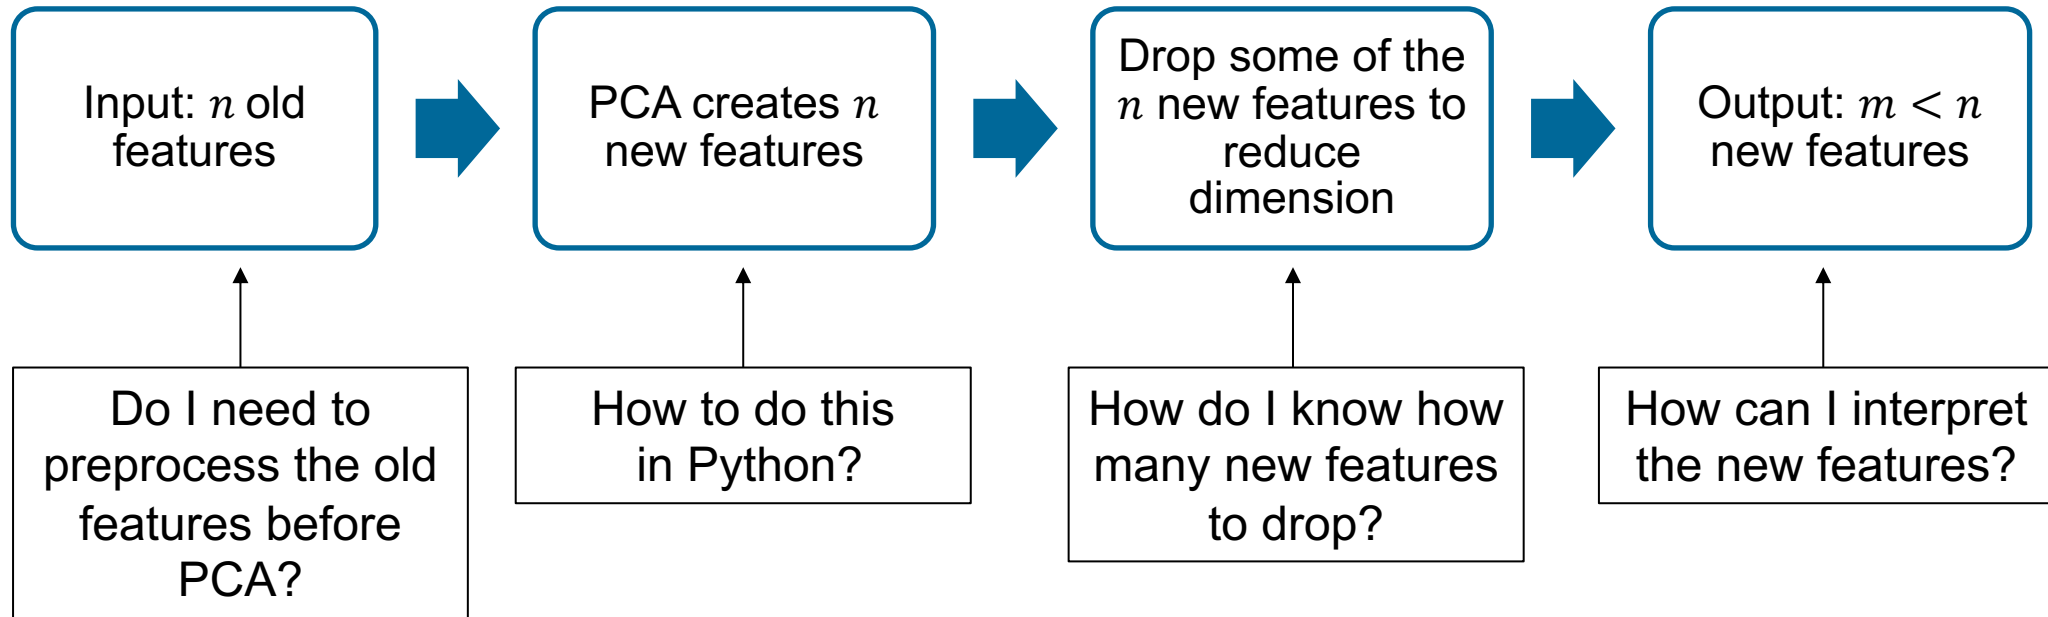 Input: n old
features
PCA creates n
new features
Drop some of the
n new features to
reduce
dimension
Output: m < n
new features
Do I need to
preprocess the old
features before
PCA?
How to do this
in Python?
How do I know how
many new features
to drop?
How can I interpret
the new features?